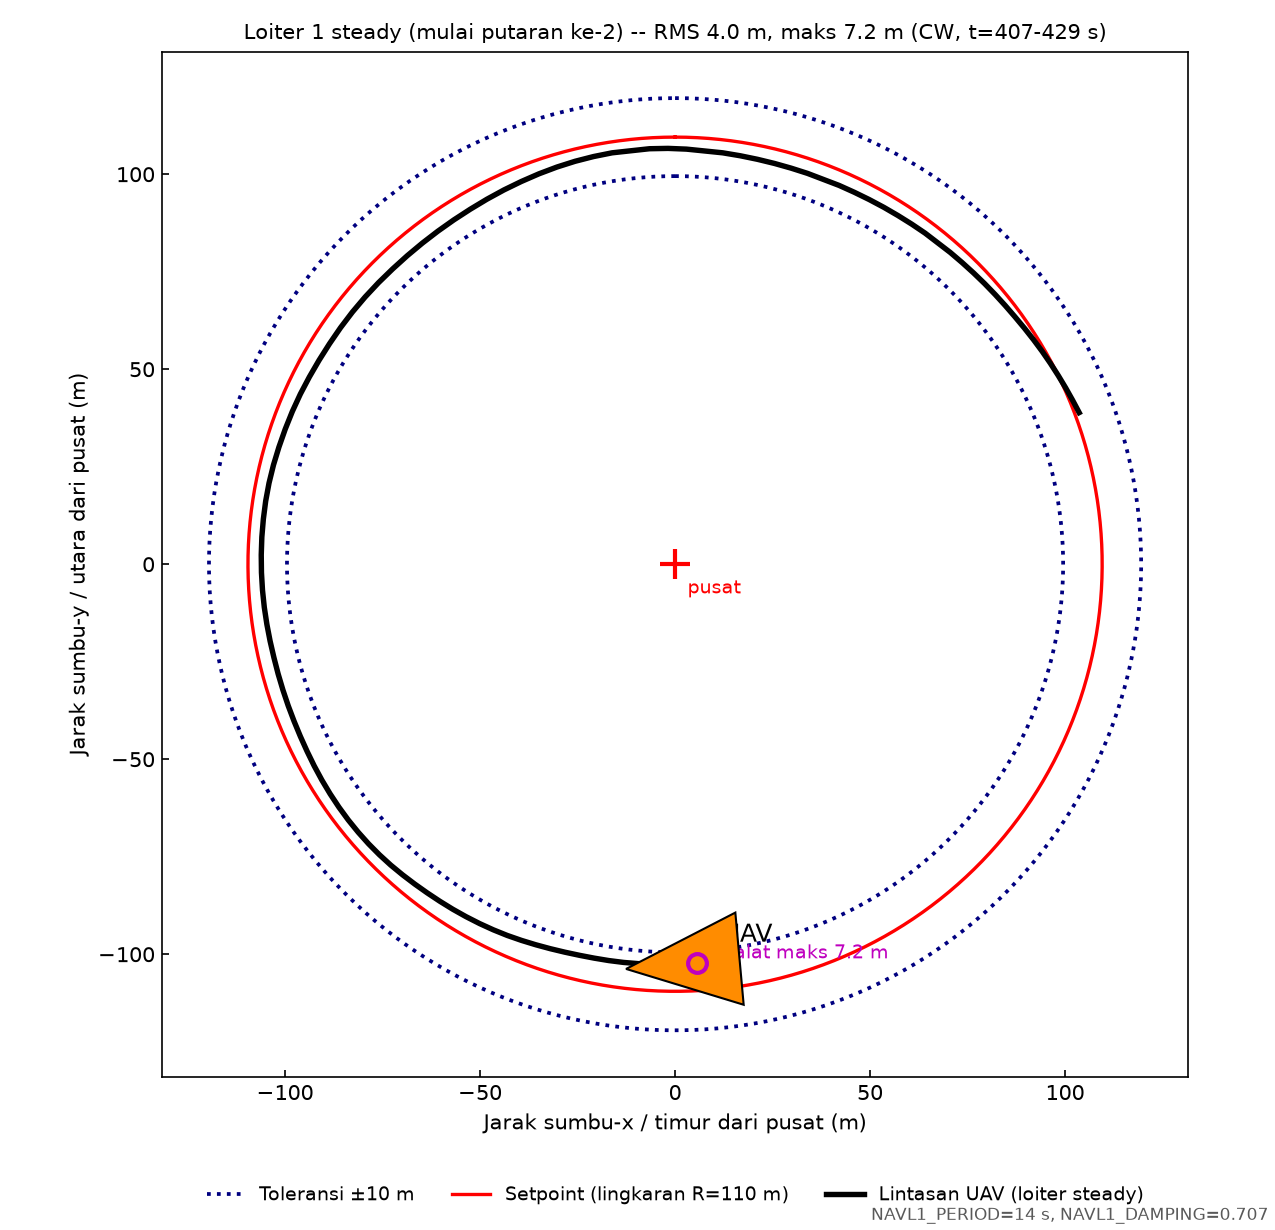 Loiter 1 steady (mulai putaran ke-2) -- RMS 4.0 m, maks 7.2 m (CW, t=407-429 s)
Jarak sumbu-y / utara dari pusat (m)
100
50
0
−50
−100
pusat
maks 7.2 m
−100
−50
0
50
100
Jarak sumbu-x / timur dari pusat (m)
Toleransi ±10 m
Setpoint (lingkaran R=110 m)
Lintasan UAV (loiter steady)
NAVL1_PERIOD=14 s, NAVL1_DAMPING=0.707